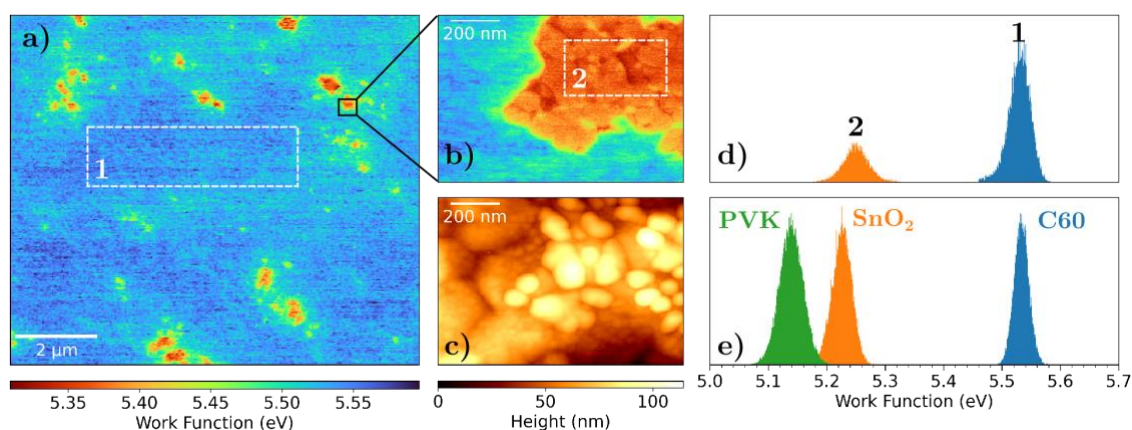 a)
1
2 μm
5.35 5.40 5.45 5.50 5.55
Work Function (eV)
200 nm
2
b)
200 nm
c)
0 50 100
Height (nm)
d)
2
1
PVK
SnO₂
C60
e)
5.0 5.1 5.2 5.3 5.4 5.5 5.6 5.7
Work Function (eV)